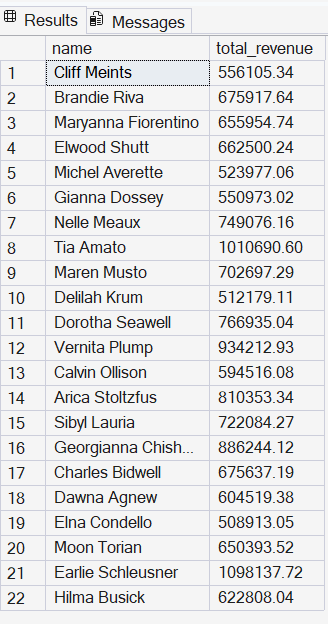 Results Messages
name total_revenue
1 Cliff Meints 556105.34
2 Brandie Riva 675917.64
3 Maryanna Fiorentino 655954.74
4 Elwood Shutt 662500.24
5 Michel Averette 523977.06
6 Gianna Dossey 550973.02
7 Nelle Meaux 749076.16
8 Tia Amato 1010690.60
9 Maren Musto 702697.29
10 Delilah Krum 512179.11
11 Dorotha Seawell 766935.04
12 Vernita Plump 934212.93
13 Calvin Ollison 594516.08
14 Arica Stoltzfus 810353.34
15 Sibyl Lauria 722084.27
16 Georgianna Chish... 886244.12
17 Charles Bidwell 675637.19
18 Dawna Agnew 604519.38
19 Elna Condello 508913.05
20 Moon Torian 650393.52
21 Earlie Schleusner 1098137.72
22 Hilma Busick 622808.04